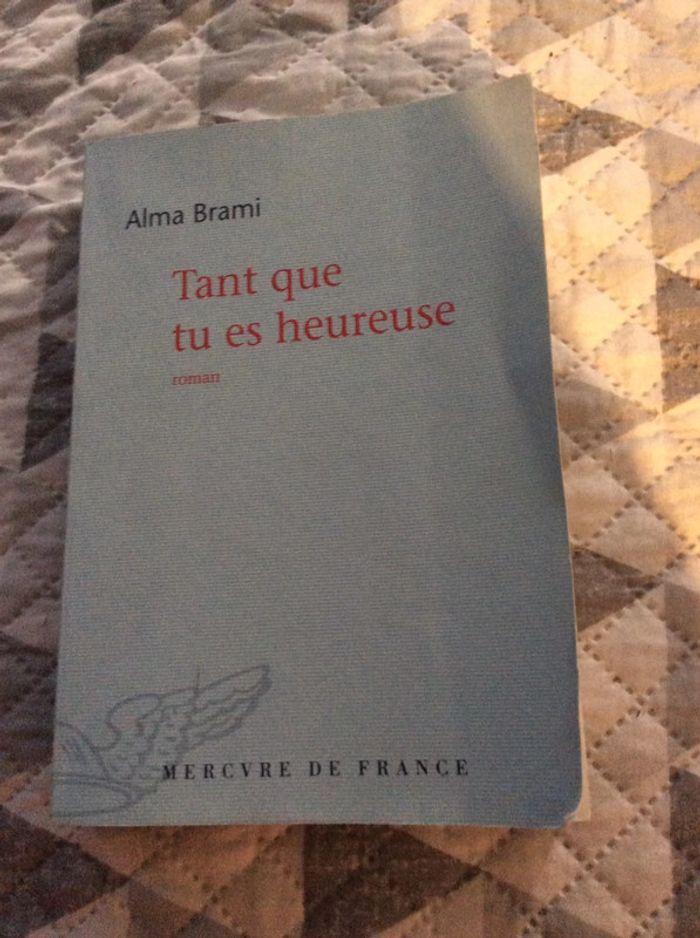 Alma Brami
Tant que
tu es heureuse
roman
MERCVRE DE FRANCE